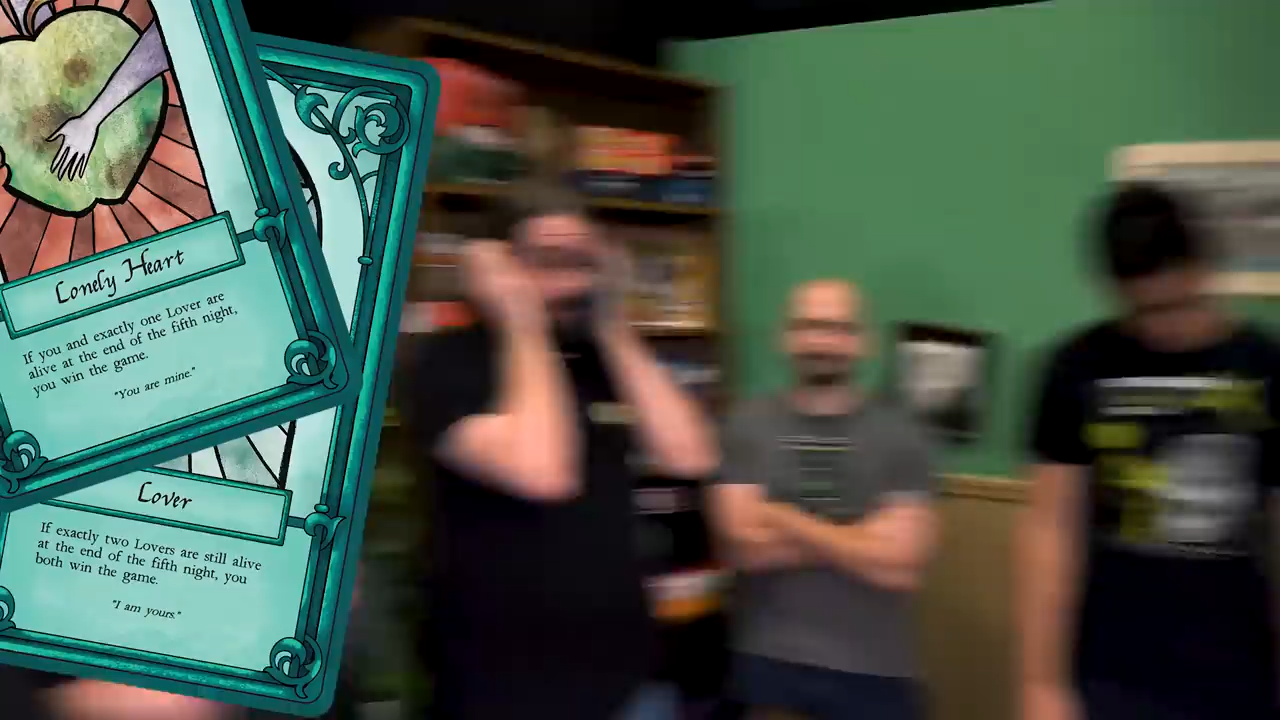 Lonely Heart
If you and exactly one Lover are
alive at the end of the fifth night,
you win the game.
"You are mine."
Lover
If exactly two Lovers are still alive
at the end of the fifth night, you
both win the game.
"I am yours."